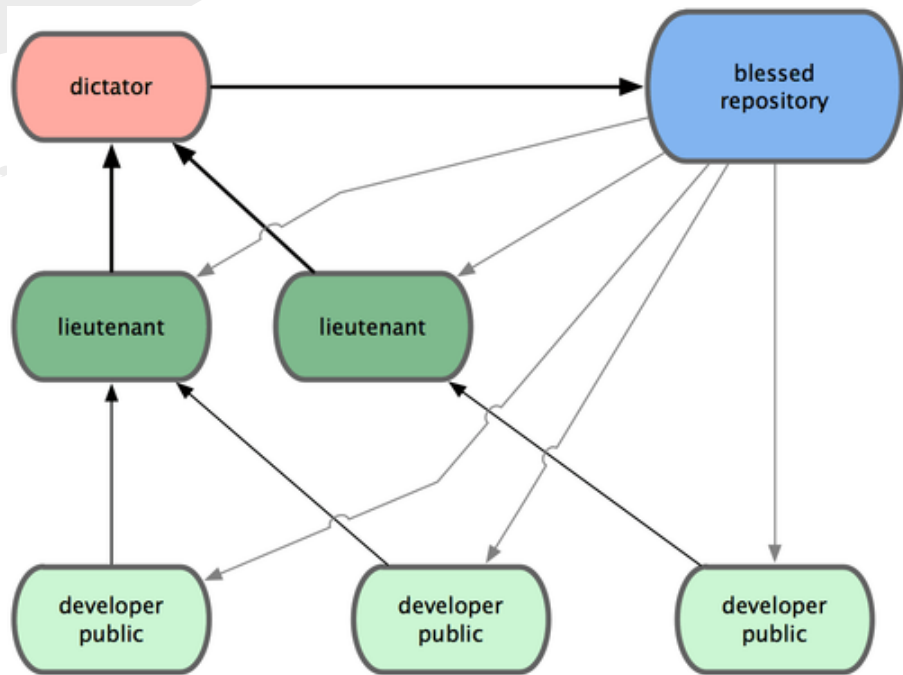 dictator
blessed
repository
lieutenant
lieutenant
developer
public
developer
public
developer
public